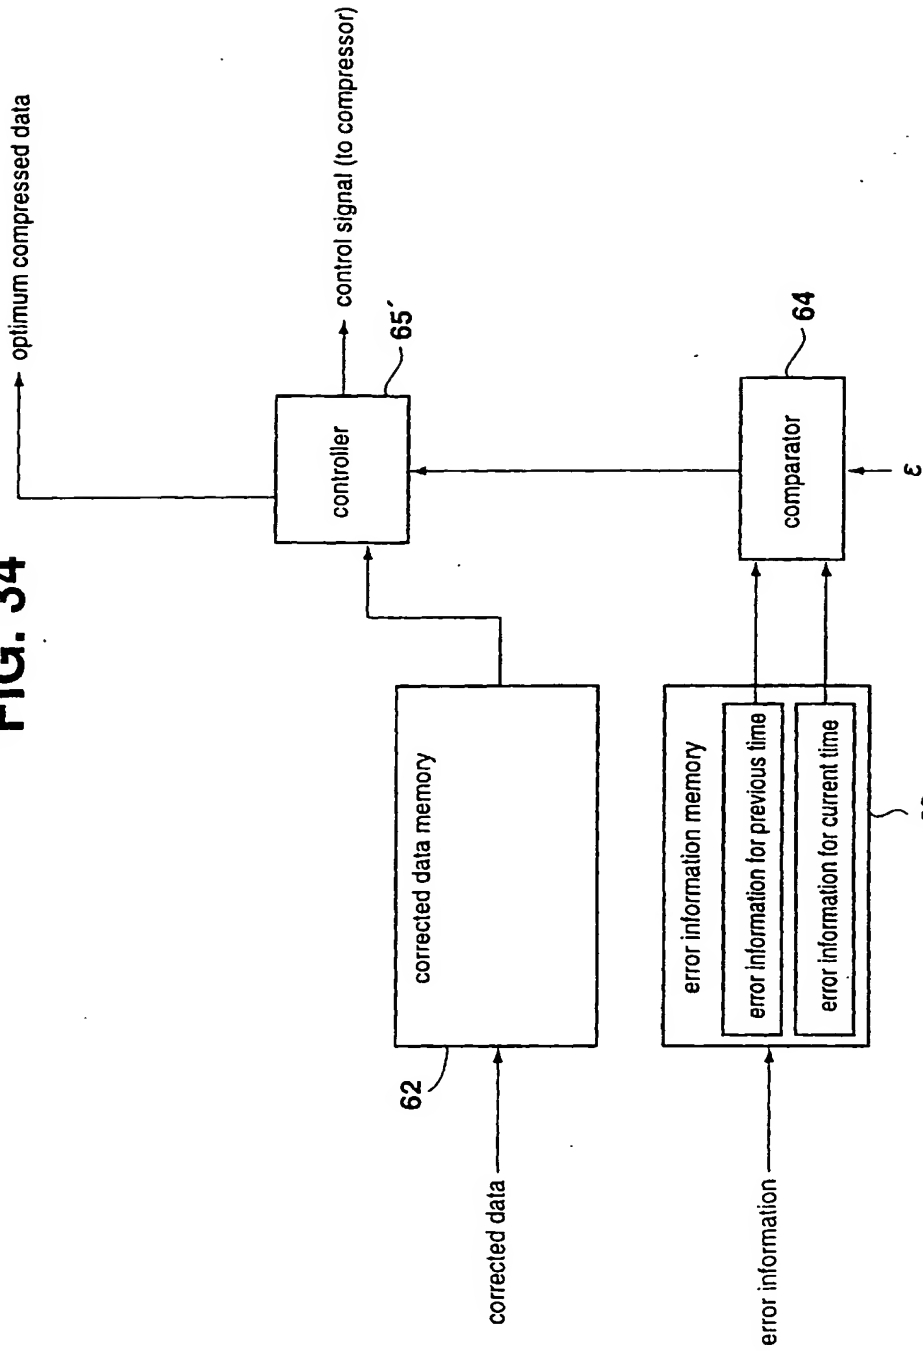 FIG. 34
optimum compressed data
control signal (to compressor)
65´
controller
64
comparator
ε
corrected data memory
62
corrected data
error information memory
error information for previous time
error information for current time
error information